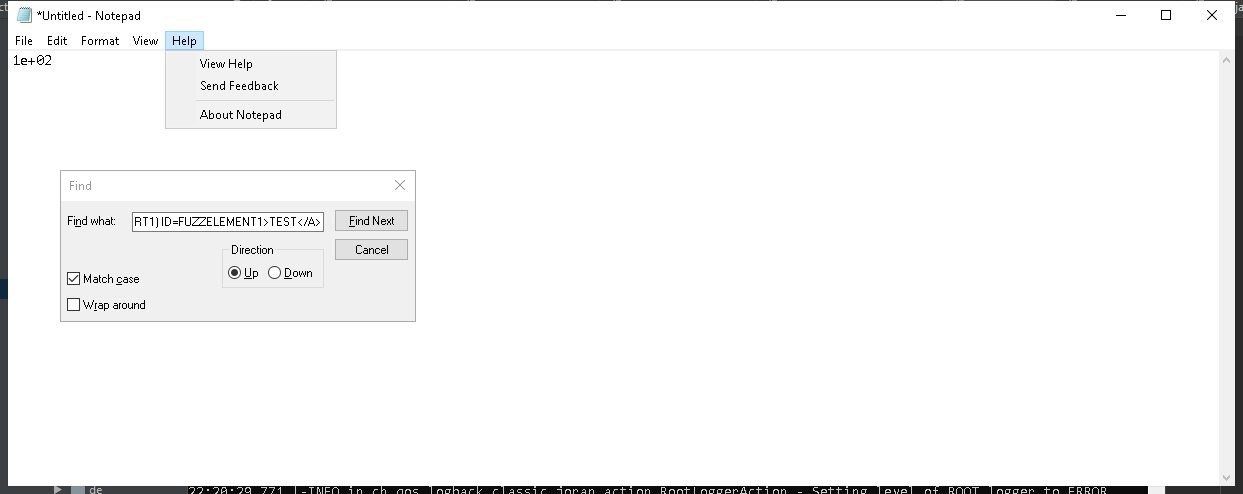 *Untitled - Notepad
File Edit Format View Help
1e+02
View Help
Send Feedback
About Notepad
Find
Find what: RT1)ID=FUZZELEMENT1>TEST</A> Find Next
Direction Cancel
Up Down
Match case
Wrap around
de 22:20:29,771 |-INFO in ch.qos.logback.classic.joran.action.RootLoggerAction - Setting level of ROOT logger to ERROR